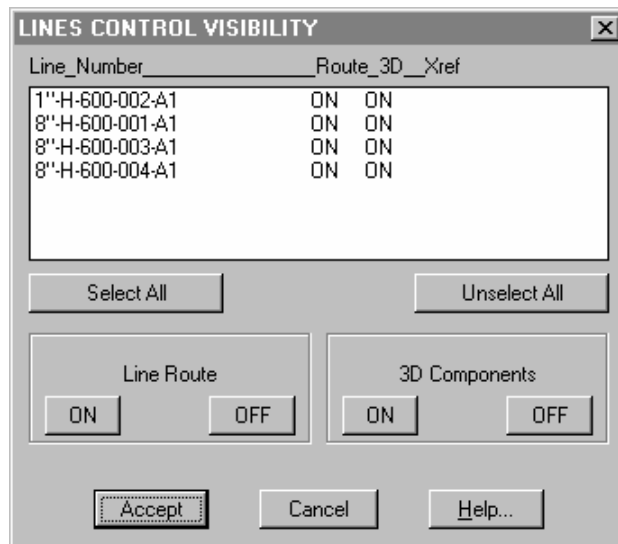 LINES CONTROL VISIBILITY
Line_Number__________________Route_3D__Xref
1"-H-600-002-A1 ON ON
8"-H-600-001-A1 ON ON
8"-H-600-003-A1 ON ON
8"-H-600-004-A1 ON ON
Select All Unselect All
Line Route 3D Components
ON OFF ON OFF
Accept Cancel Help...